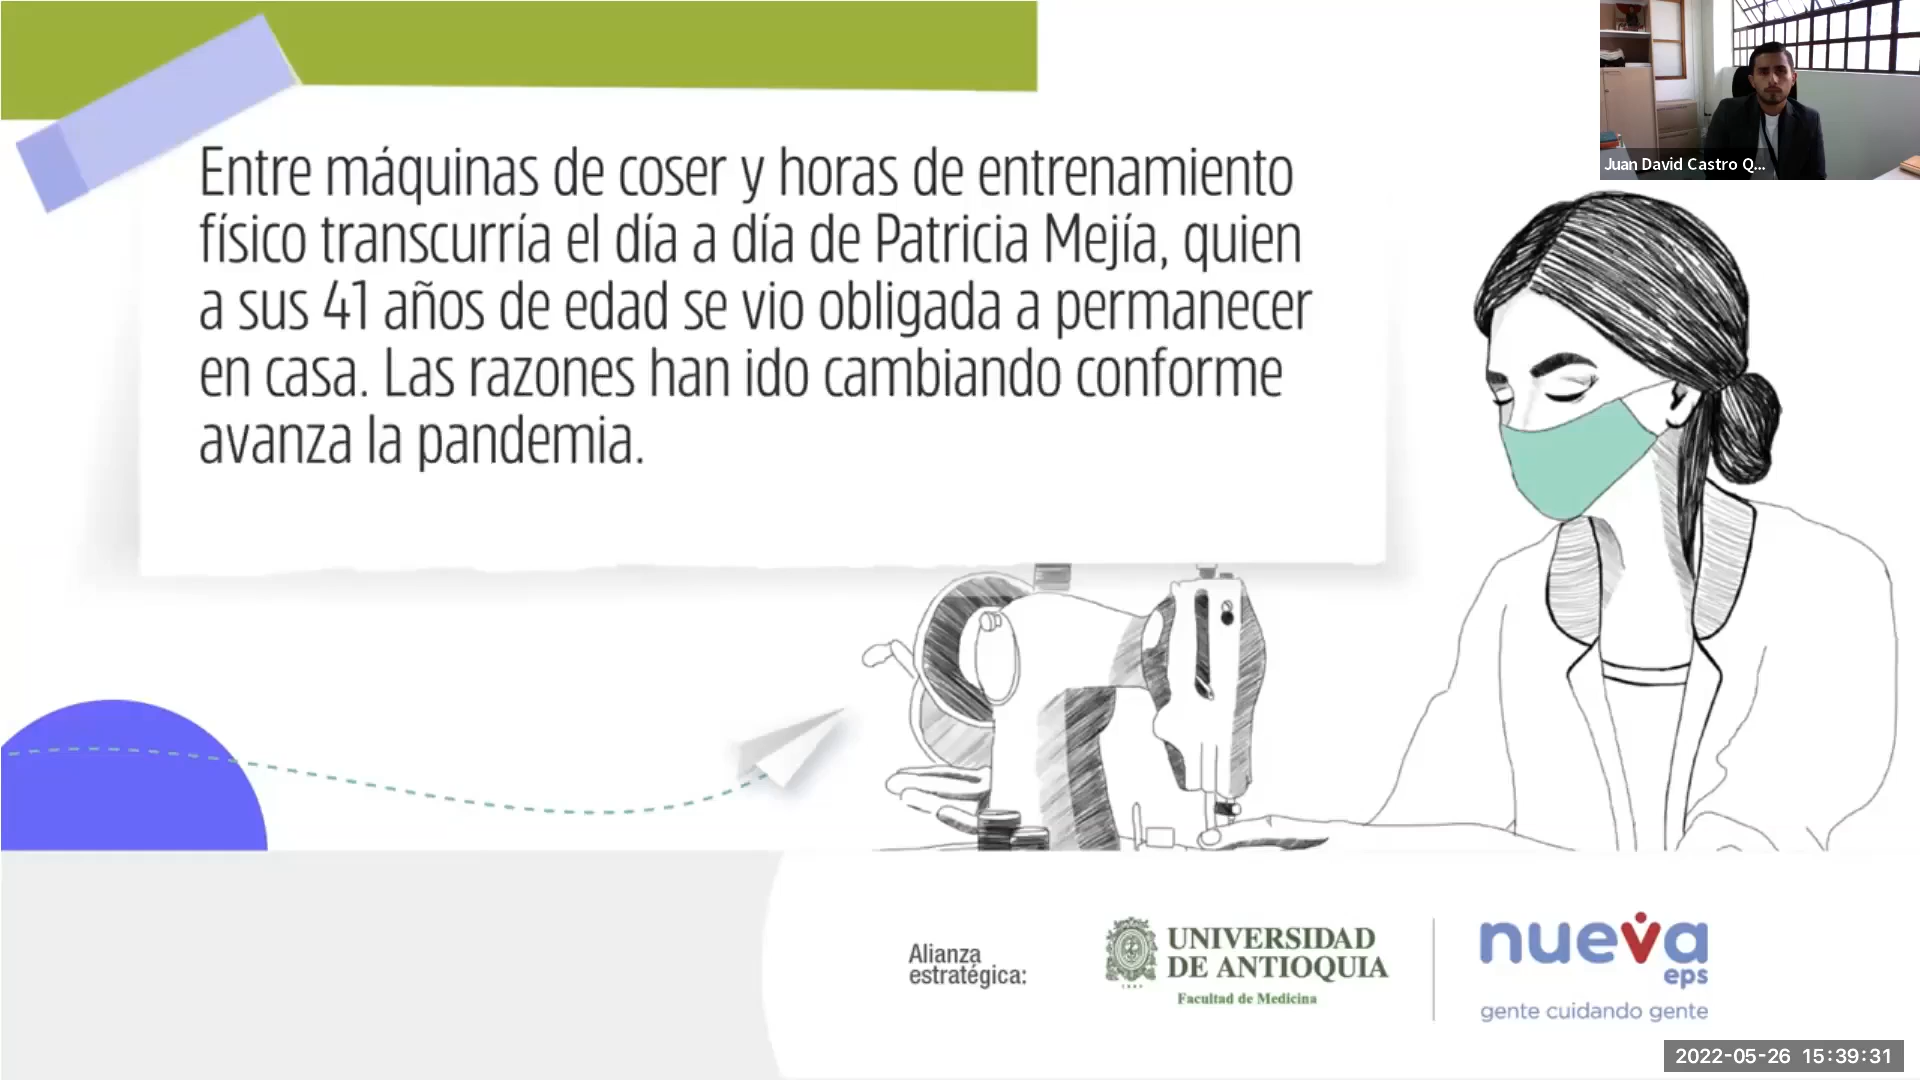 Juan David Castro Q...
Entre máquinas de coser y horas de entrenamiento
físico transcurría el día a día de Patricia Mejía, quien
a sus 41 años de edad se vio obligada a permanecer
en casa. Las razones han ido cambiando conforme
avanza la pandemia.
Alianza
estratégica:
UNIVERSIDAD
DE ANTIOQUIA
Facultad de Medicina
nueva
eps
gente cuidando gente
2022-05-26 15:39:31